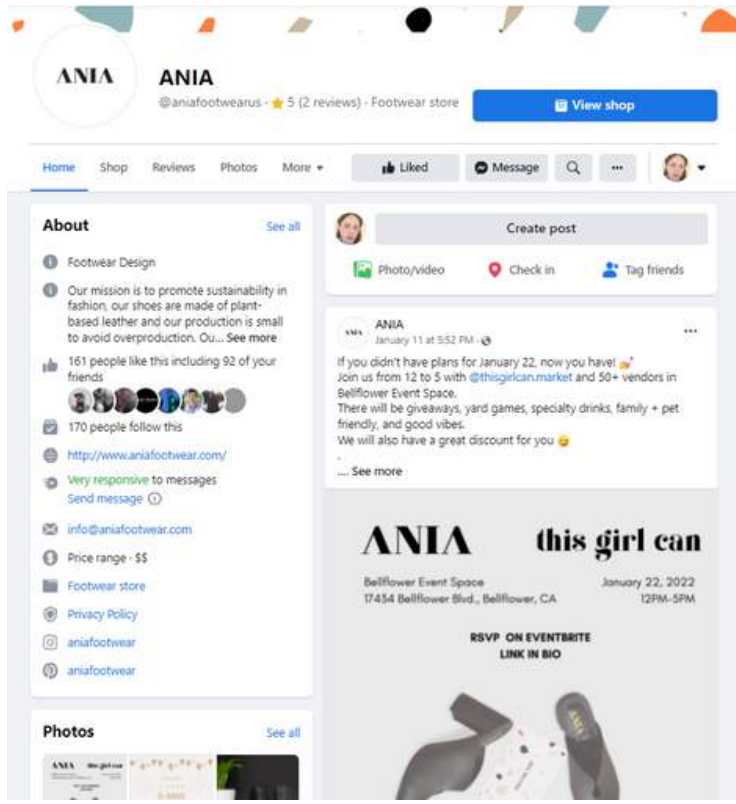 ANIA
ANIA
@aniafootwearus · 5 (2 reviews) · Footwear store
View shop
Home
Shop
Reviews
Photos
More
Liked
Message
About
See all
Footwear Design
Our mission is to promote sustainability in
fashion, our shoes are made of plant-
based leather and our production is small
to avoid overproduction. Ou... See more
161 people like this including 92 of your
friends
170 people follow this
http://www.aniafootwear.com/
Very responsive to messages
Send message
info@aniafootwear.com
Price range · $$
Footwear store
Privacy Policy
aniafootwear
aniafootwear
Photos
See all
ANIA
this girl can
Create post
Photo/video
Check in
Tag friends
ANIA
ANIA
January 11 at 5:52 PM ·
If you didn't have plans for January 22, now you have!
Join us from 12 to 5 with @thisgirlcan.market and 50+ vendors in
Bellflower Event Space.
There will be giveaways, yard games, specialty drinks, family + pet
friendly, and good vibes.
We will also have a great discount for you
.
.... See more
ANIA
this girl can
Bellflower Event Space
17434 Bellflower Blvd., Bellflower, CA
January 22, 2022
12PM-5PM
RSVP ON EVENTBRITE
LINK IN BIO
ANIA